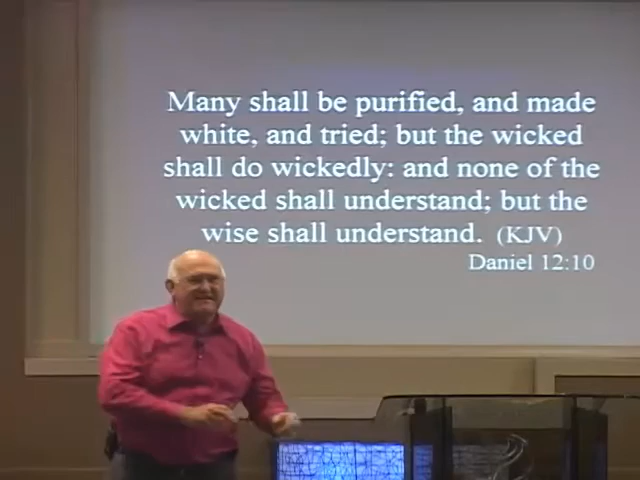 Many shall be purified, and made
white, and tried; but the wicked
shall do wickedly: and none of the
wicked shall understand; but the
wise shall understand. (KJV)
Daniel 12:10